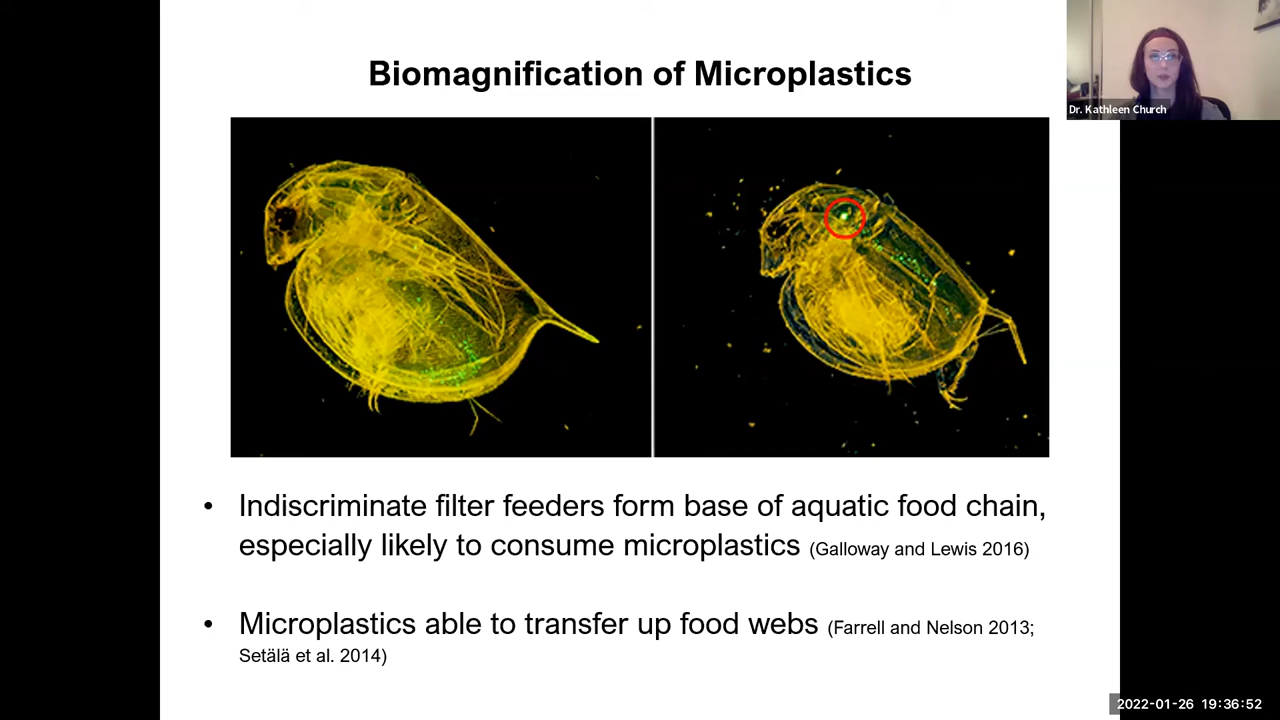 Biomagnification of Microplastics
Dr. Kathleen Church
• Indiscriminate filter feeders form base of aquatic food chain,
especially likely to consume microplastics (Galloway and Lewis 2016)
• Microplastics able to transfer up food webs (Farrell and Nelson 2013;
Setälä et al. 2014)
2022-01-26 19:36:52